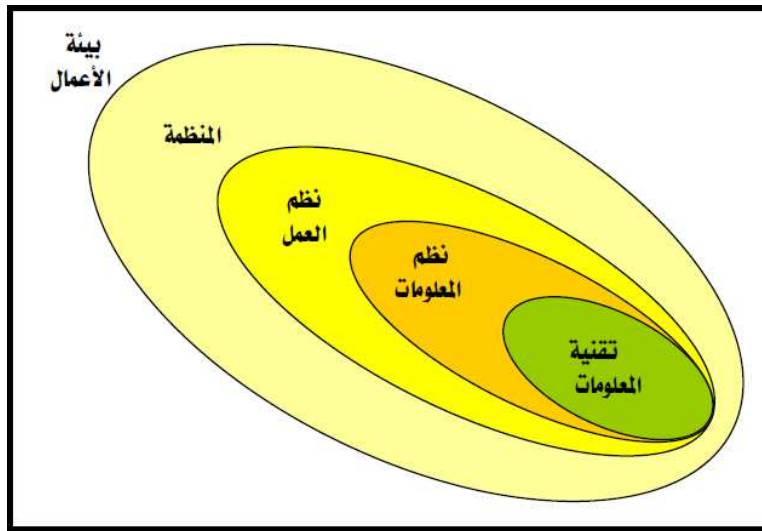 بيئة
الأعمال
المنظمة
نظم
العمل
نظم
المعلومات
تقنية
المعلومات